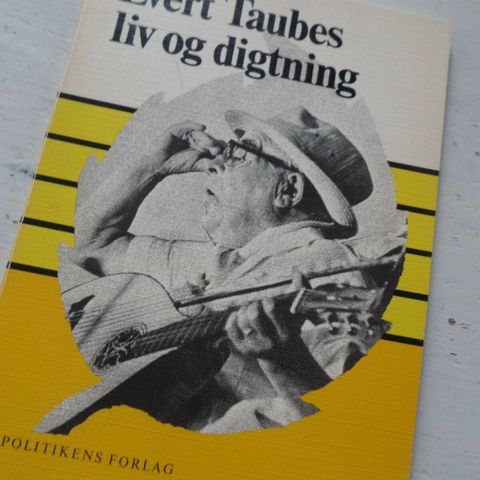 Evert Taubes
liv og digtning
POLITIKENS FORLAG